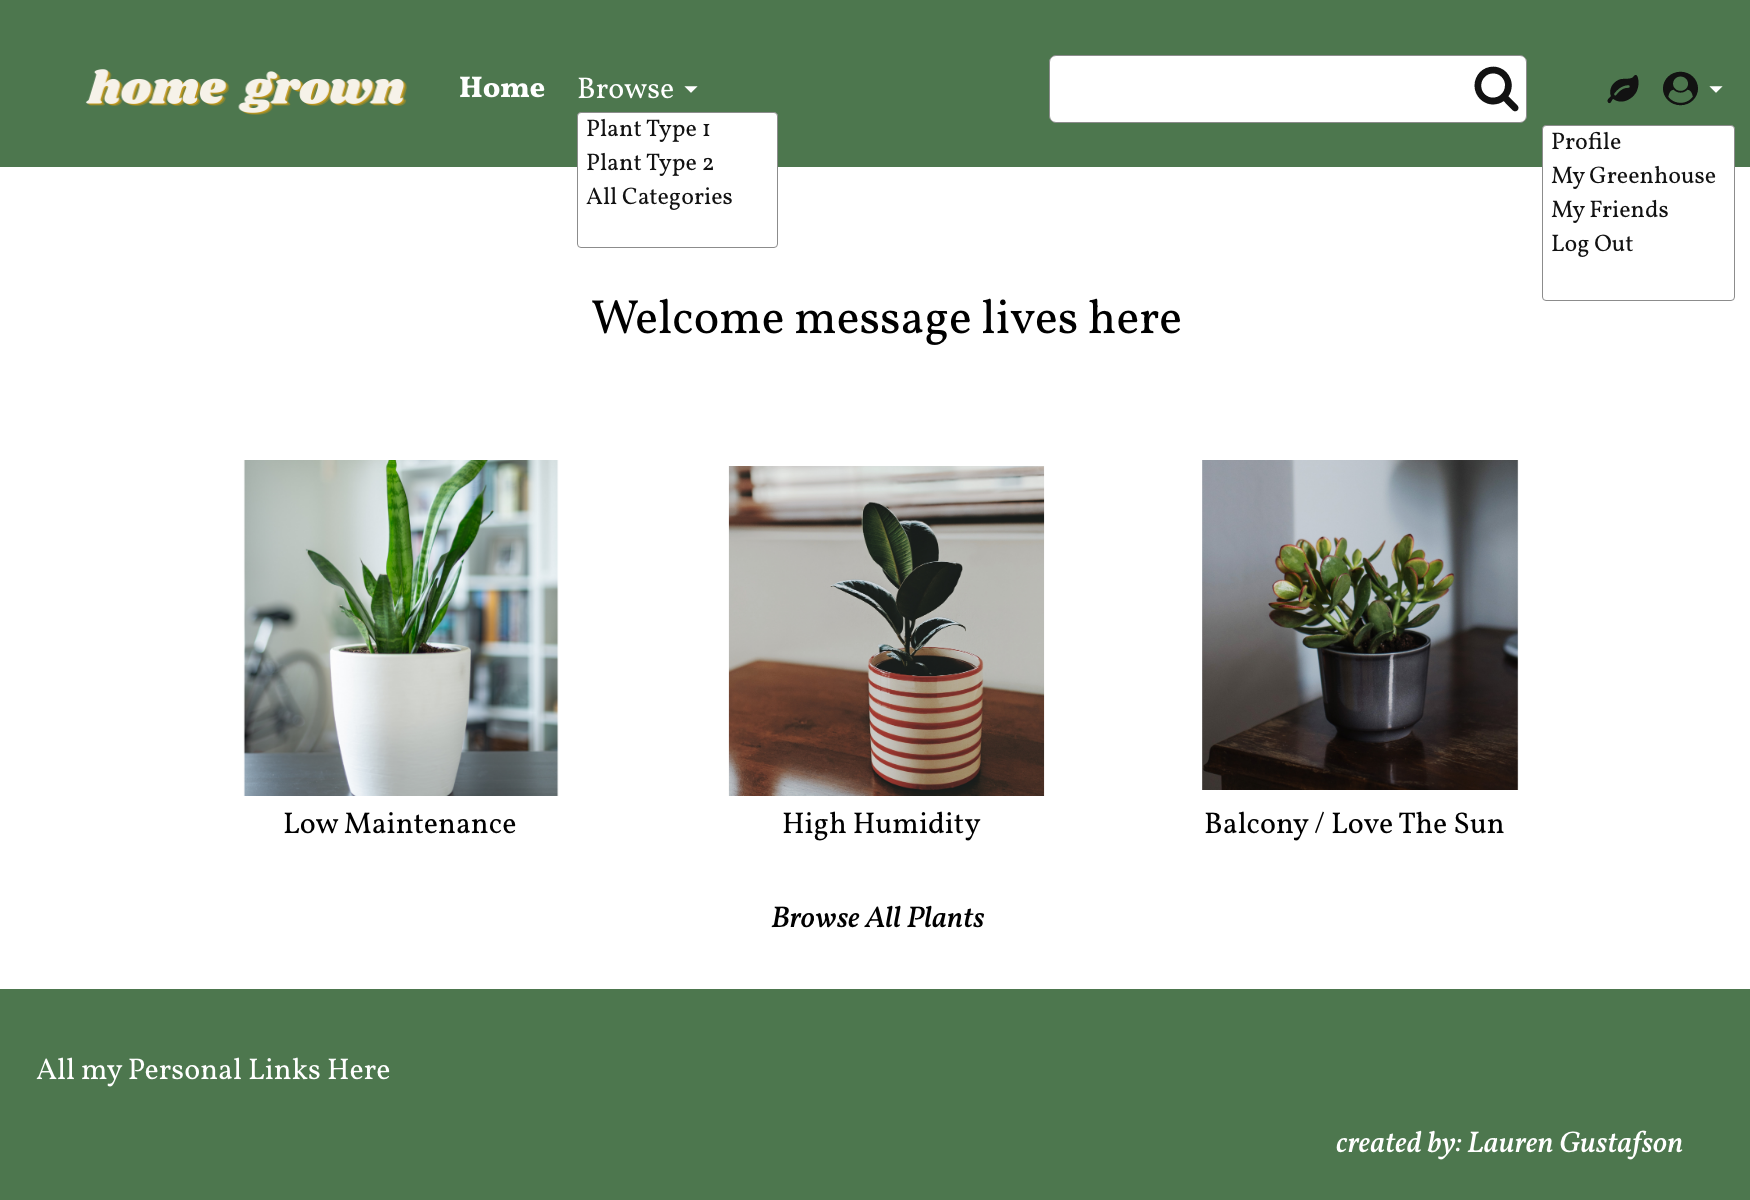 home grown
Home
Browse
Plant Type 1
Plant Type 2
All Categories
Profile
My Greenhouse
My Friends
Log Out
Welcome message lives here
Low Maintenance
High Humidity
Balcony / Love The Sun
Browse All Plants
All my Personal Links Here
created by: Lauren Gustafson